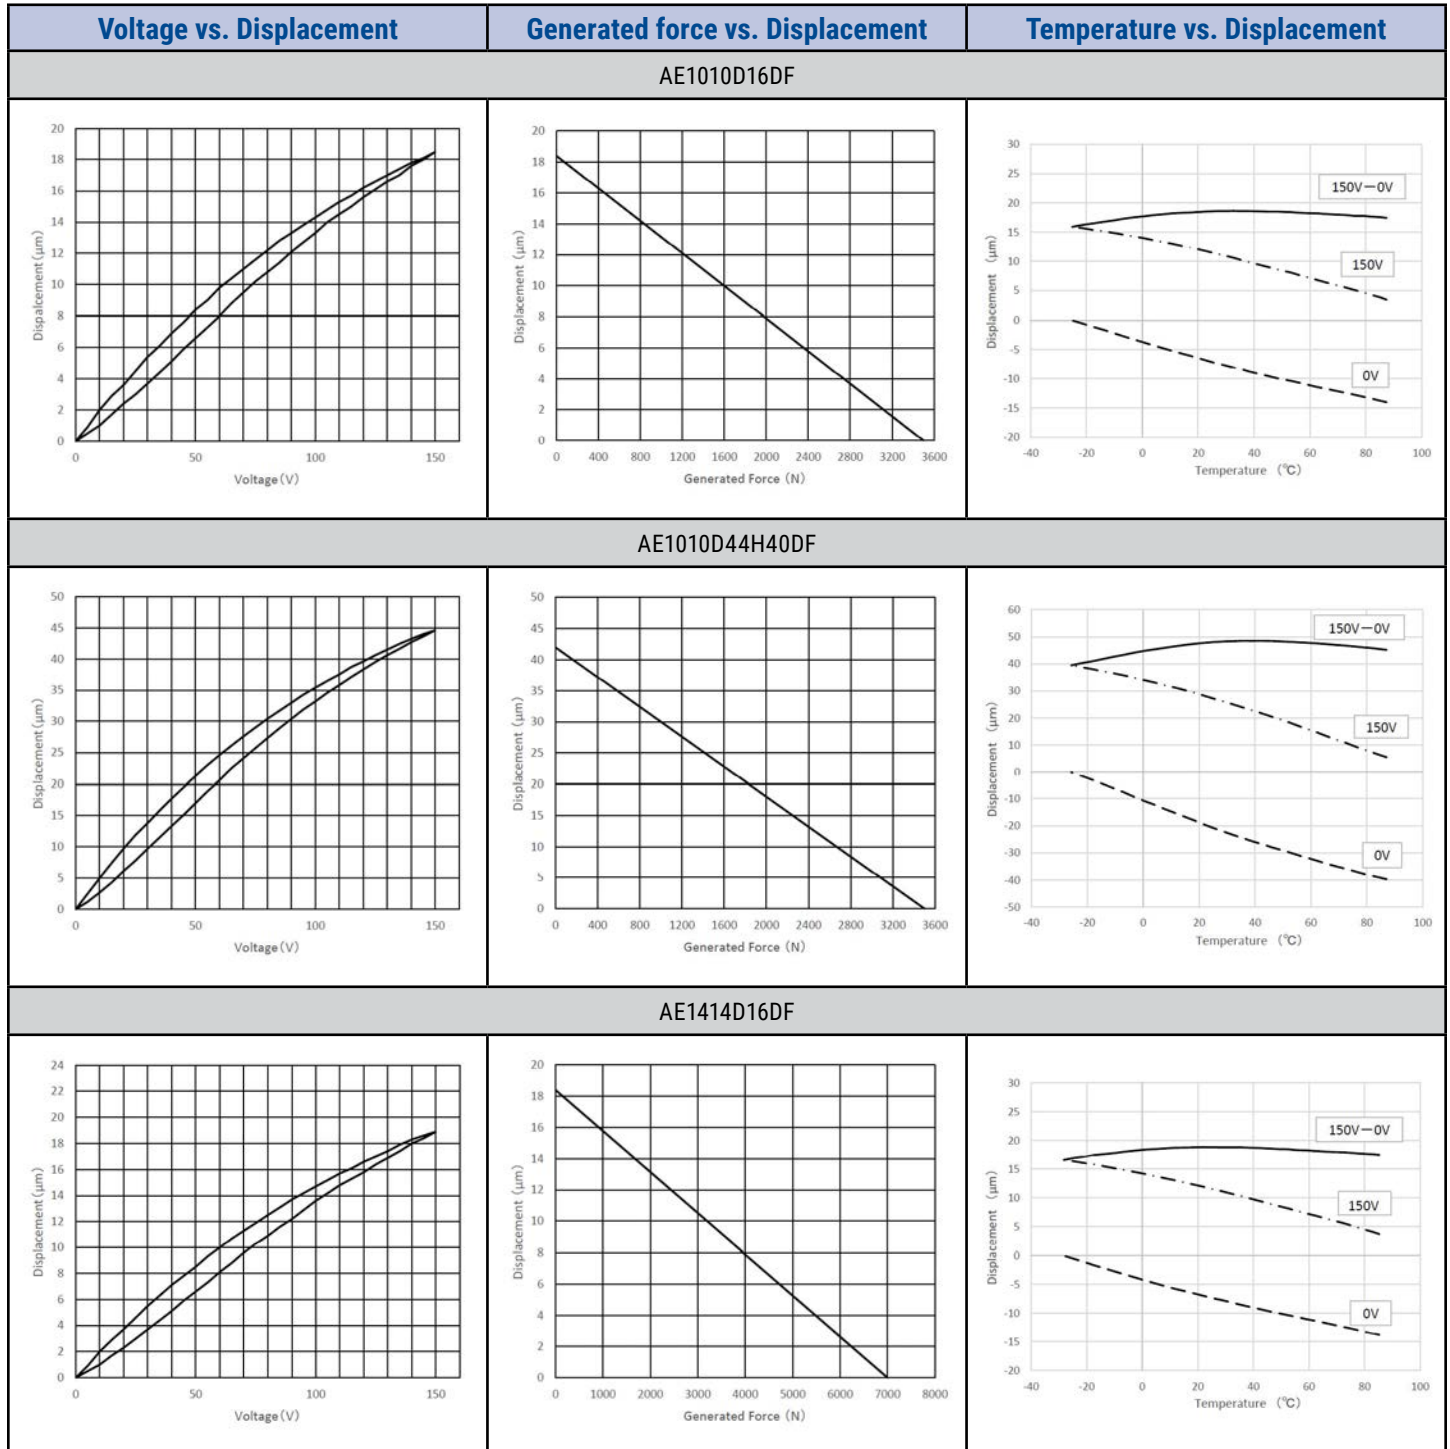 Voltage vs. Displacement
Generated force vs. Displacement
Temperature vs. Displacement
AE1010D16DF
20
18
16
14
12
10
8
6
4
2
0
Dispalcement(μm)
0 50 100 150
Voltage(V)
20
18
16
14
12
10
8
6
4
2
0
Displacement (μm)
0 400 800 1200 1600 2000 2400 2800 3200 3600
Generated Force (N)
30
25
20
15
10
5
0
-5
-10
-15
-20
Displacement (μm)
150V－0V
150V
0V
-40 -20 0 20 40 60 80 100
Temperature (℃)
AE1010D44H40DF
50
45
40
35
30
25
20
15
10
5
0
Displacement(μm)
0 50 100 150
Voltage(V)
50
45
40
35
30
25
20
15
10
5
0
Displacement (μm)
0 400 800 1200 1600 2000 2400 2800 3200 3600
Generated Force (N)
60
50
40
30
20
10
0
-10
-20
-30
-40
-50
Displacement (μm)
150V－0V
150V
0V
-40 -20 0 20 40 60 80 100
Temperature (℃)
AE1414D16DF
24
22
20
18
16
14
12
10
8
6
4
2
0
Displacement(μm)
0 50 100 150
Voltage(V)
20
18
16
14
12
10
8
6
4
2
0
Displacement (μm)
0 1000 2000 3000 4000 5000 6000 7000 8000
Generated Force (N)
30
25
20
15
10
5
0
-5
-10
-15
-20
Displacement (μm)
150V－0V
150V
0V
-40 -20 0 20 40 60 80 100
Temperature (℃)